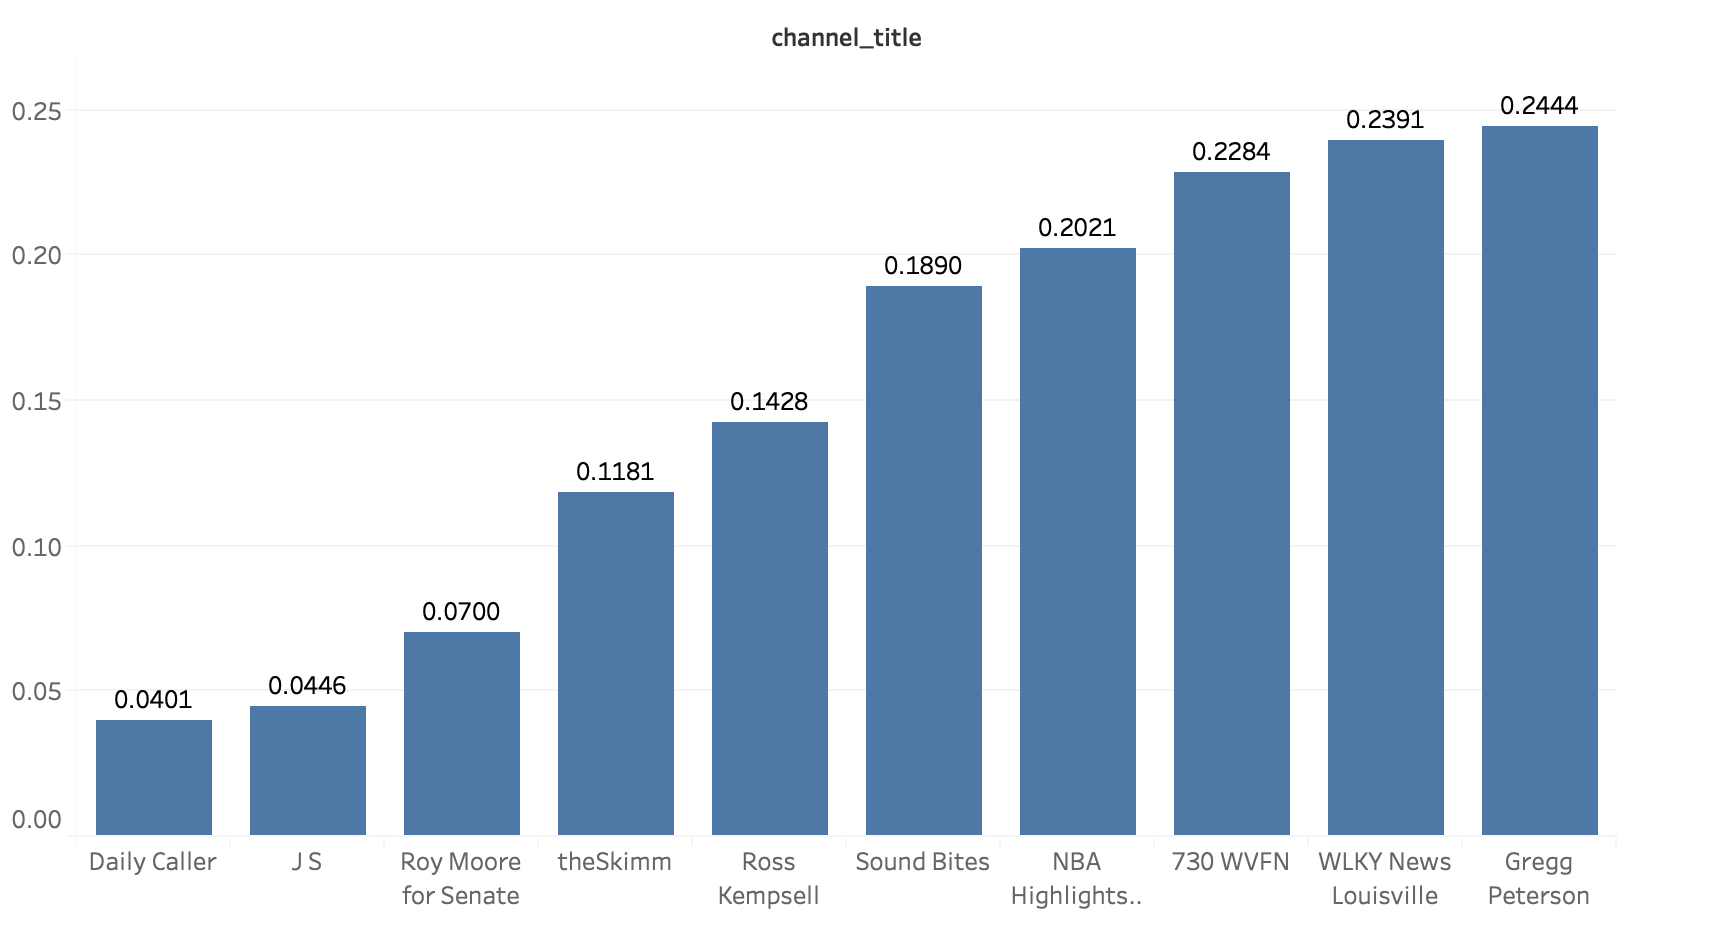 channel_title
0.25
0.20
0.15
0.10
0.05
0.00
0.0401
0.0446
0.0700
0.1181
0.1428
0.1890
0.2021
0.2284
0.2391
0.2444
Daily Caller
J S
Roy Moore
for Senate
theSkimm
Ross
Kempsell
Sound Bites
NBA
Highlights..
730 WVFN
WLKY News
Louisville
Gregg
Peterson